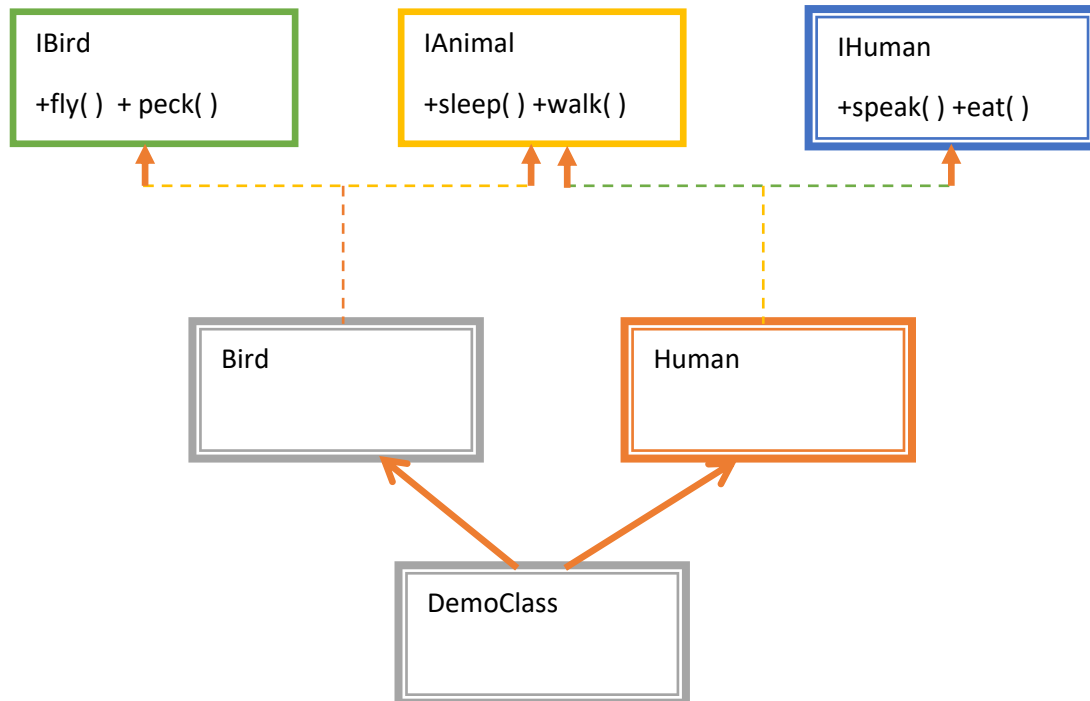 IBird
+fly( ) + peck( )
IAnimal
+sleep( ) +walk( )
IHuman
+speak( ) +eat( )
Bird
Human
DemoClass